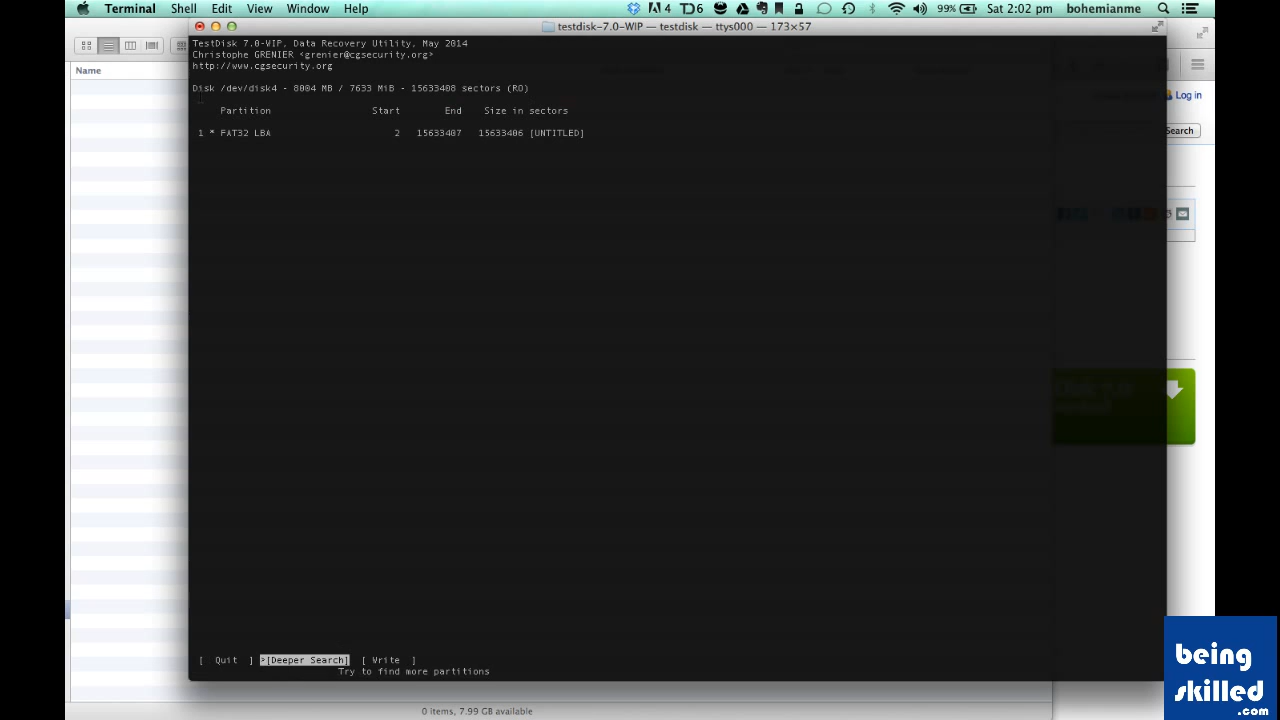 Terminal Shell Edit View Window Help
4 6 99% Sat 2:02 pm bohemianme
testdisk-7.0-WIP — testdisk — ttys000 — 173×57
Name
TestDisk 7.0-WIP, Data Recovery Utility, May 2014
Christophe GRENIER <grenier@cgsecurity.org>
http://www.cgsecurity.org
Disk /dev/disk4 - 8004 MB / 7633 MiB - 15633408 sectors (RO)
Partition Start End Size in sectors
1 * FAT32 LBA 2 15633407 15633406 [UNTITLED]
Log in
Search
[ Quit ] >[Deeper Search] [ Write ]
Try to find more partitions
0 items, 7.99 GB available
being
skilled
.com